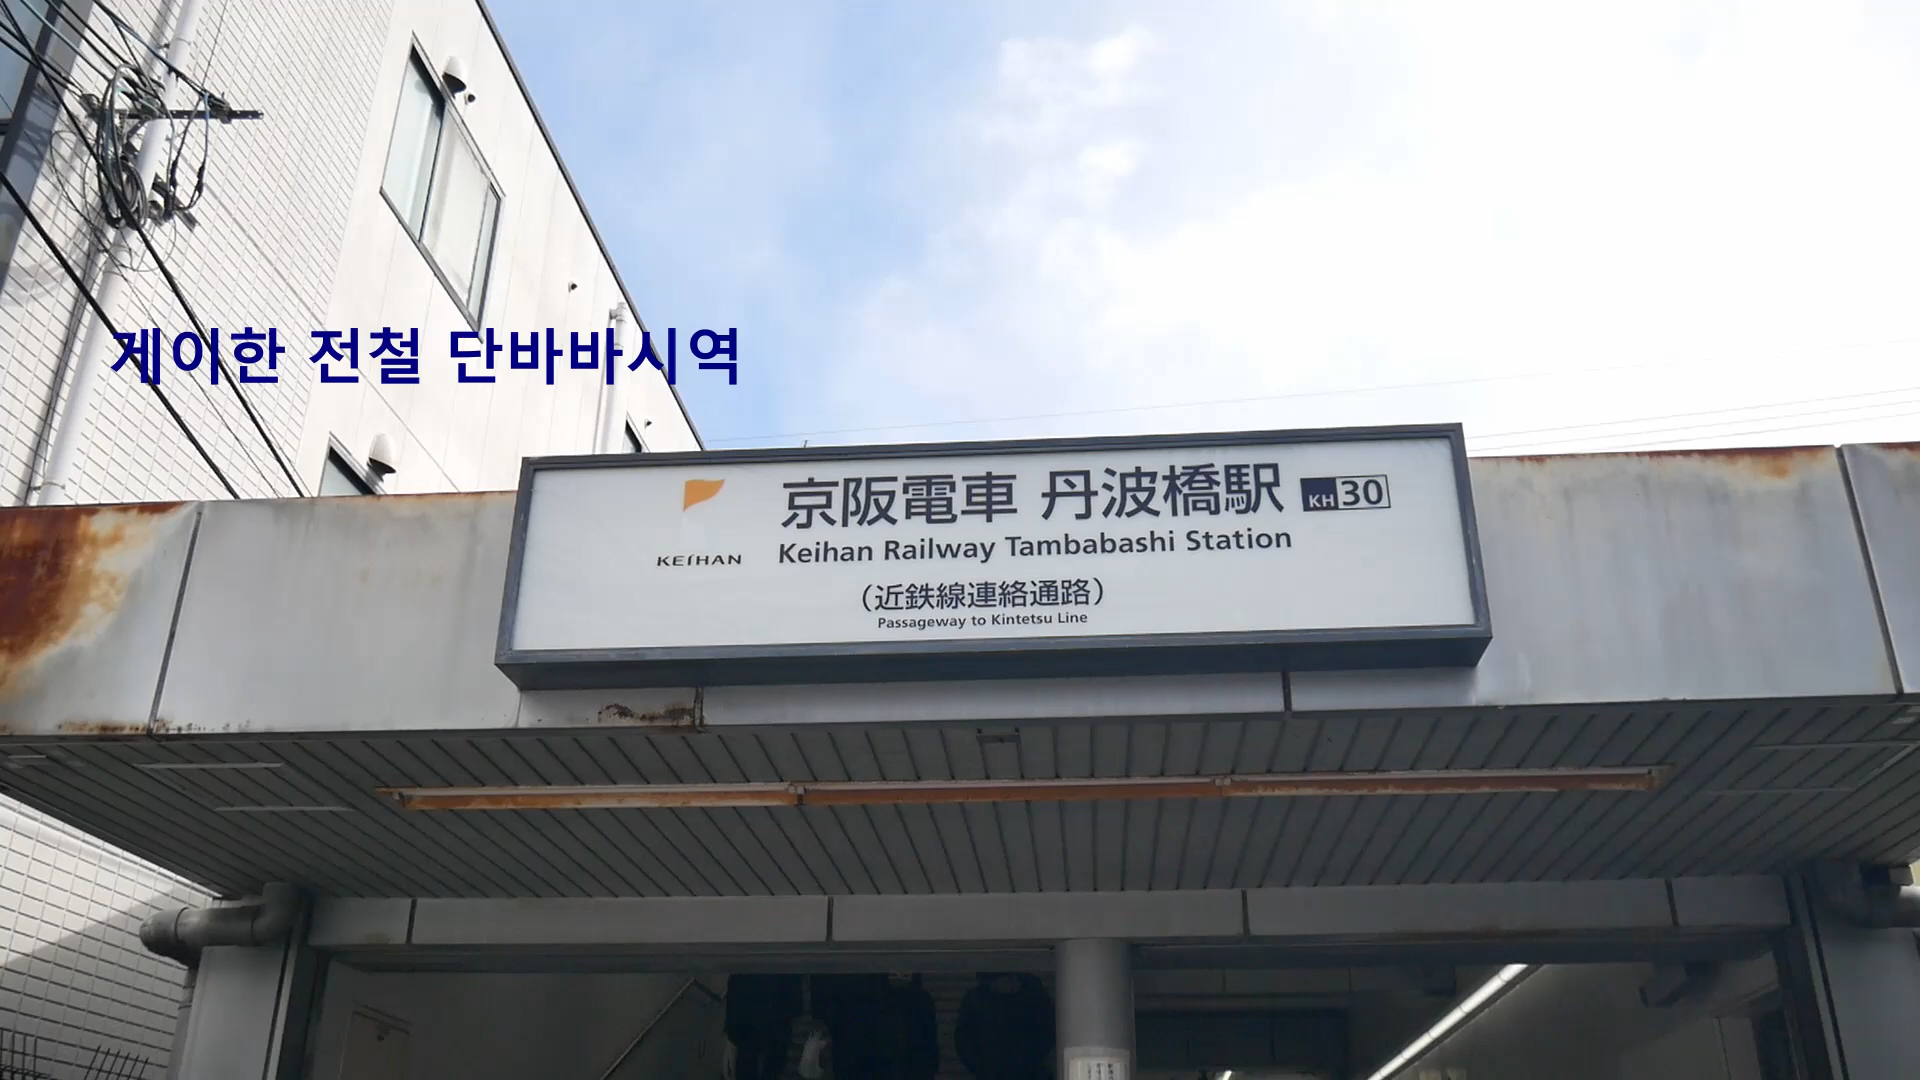 게이한 전철 단바바시역
京阪電車 丹波橋駅 KH30
KEIHAN
Keihan Railway Tambabashi Station
(近鉄線連絡通路)
Passageway to Kintetsu Line